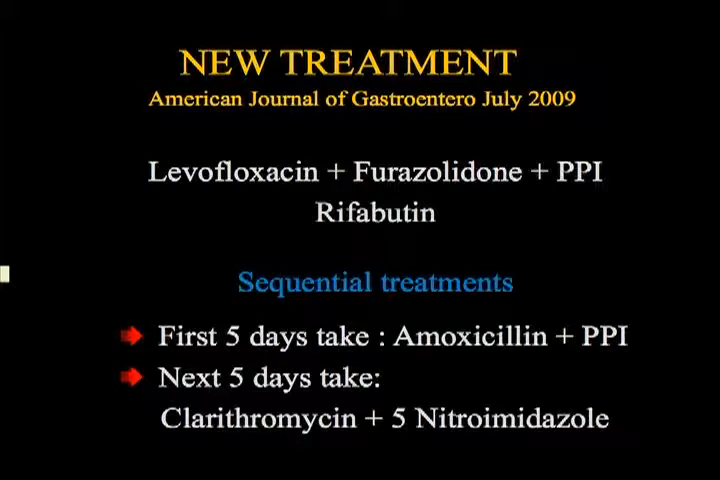 NEW TREATMENT
American Journal of Gastroentero July 2009
Levofloxacin + Furazolidone + PPI
Rifabutin
Sequential treatments
First 5 days take : Amoxicillin + PPI
Next 5 days take:
Clarithromycin + 5 Nitroimidazole